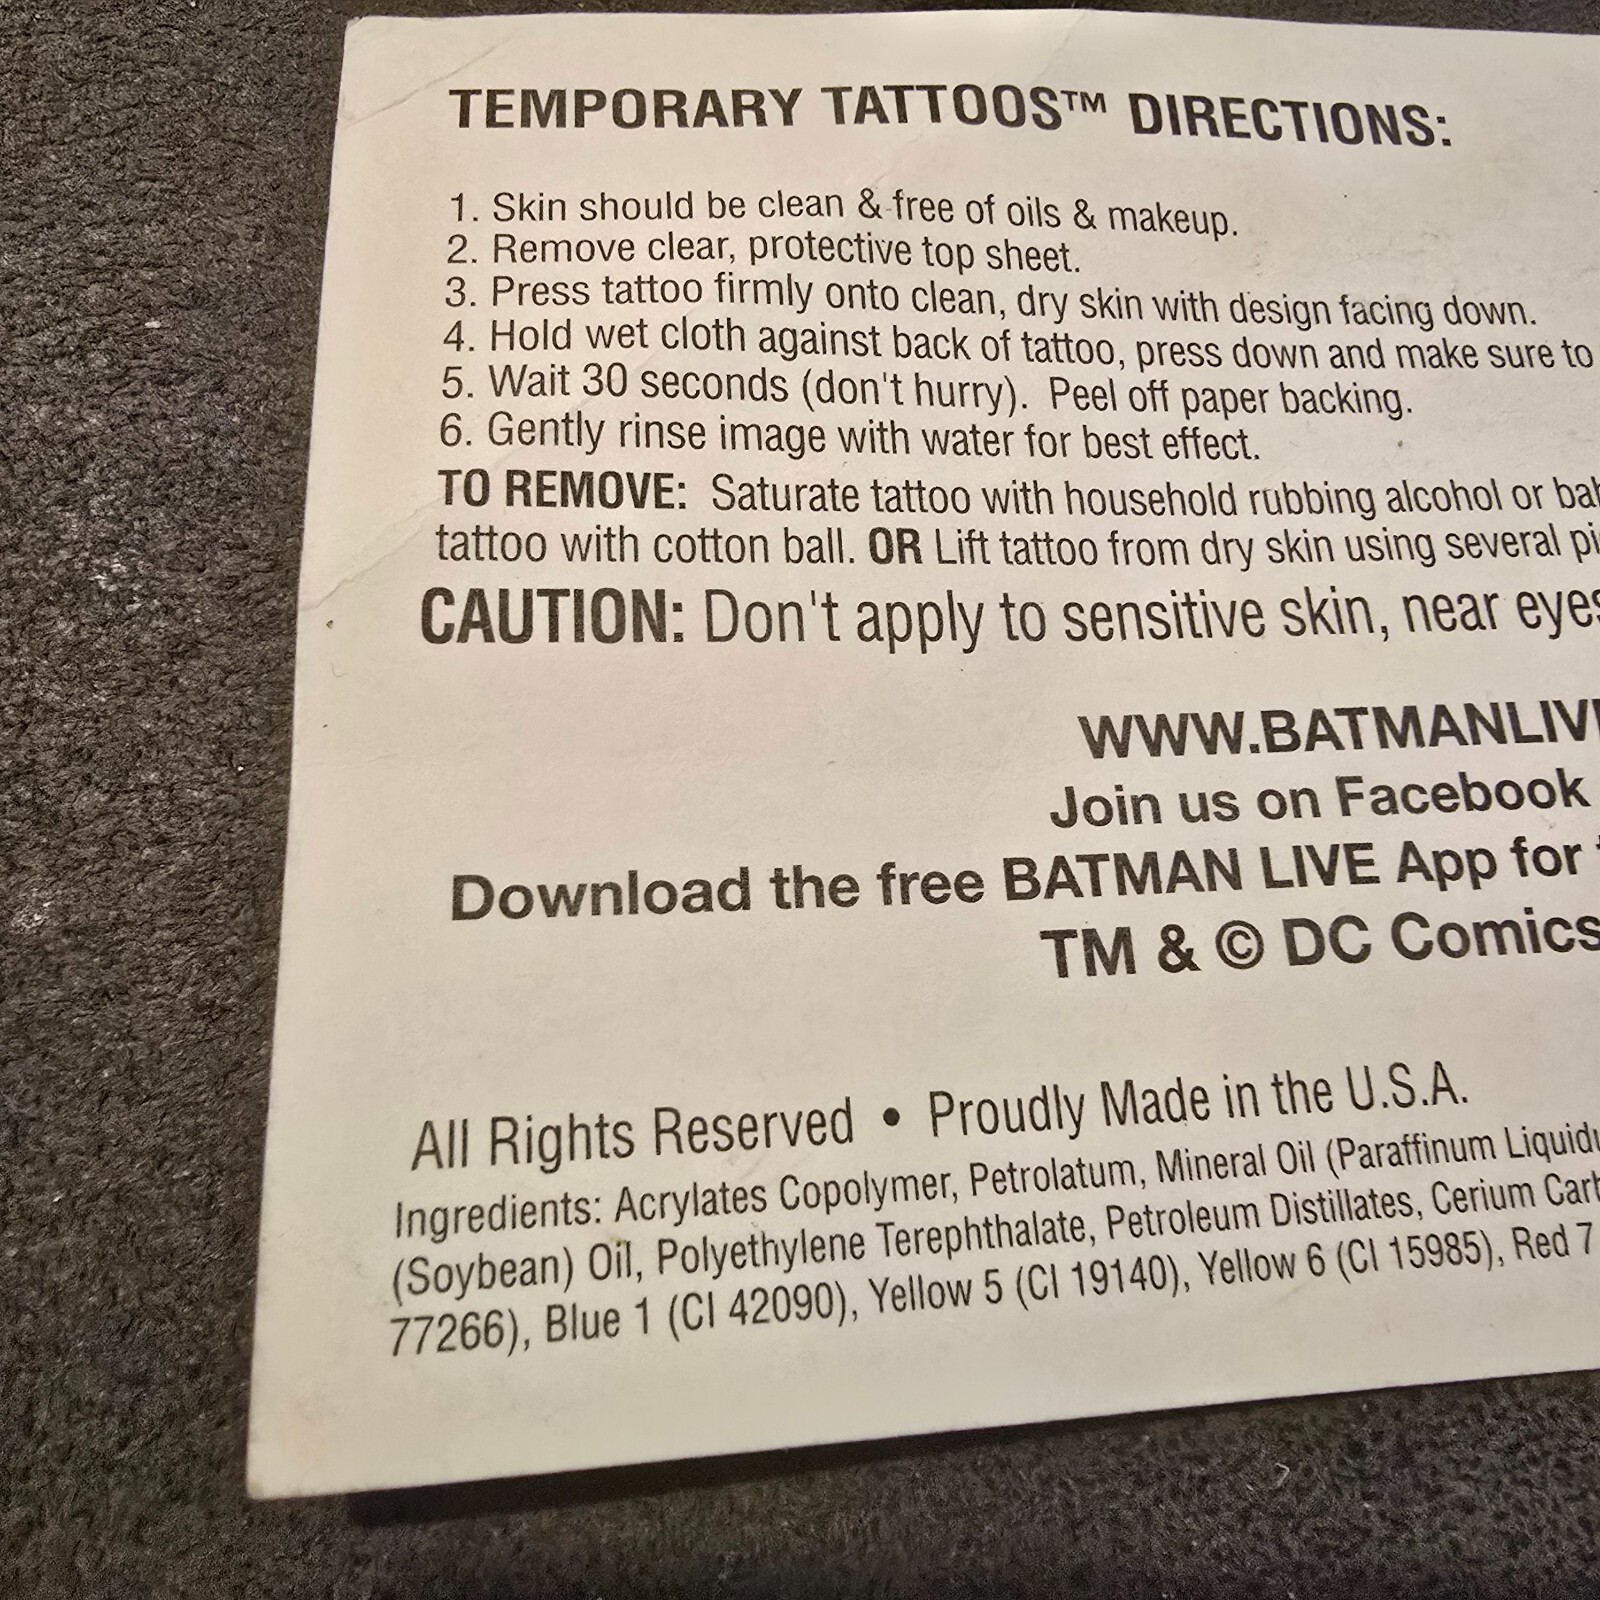 TEMPORARY TATTOOS™ DIRECTIONS:
1. Skin should be clean & free of oils & makeup.
2. Remove clear, protective top sheet.
3. Press tattoo firmly onto clean, dry skin with design facing down.
4. Hold wet cloth against back of tattoo, press down and make sure to
5. Wait 30 seconds (don't hurry). Peel off paper backing.
6. Gently rinse image with water for best effect.
TO REMOVE: Saturate tattoo with household rubbing alcohol or
tattoo with cotton ball. OR Lift tattoo from dry skin using several
CAUTION: Don't apply to sensitive skin, near eyes
WWW.BATMANLIVE
Join us on Facebook
Download the free BATMAN LIVE App for
TM & © DC Comics
All Rights Reserved • Proudly Made in the U.S.A.
Ingredients: Acrylates Copolymer, Petrolatum, Mineral Oil (Paraffinum
(Soybean) Oil, Polyethylene Terephthalate, Petroleum Distillates, Cerium
77266), Blue 1 (CI 42090), Yellow 5 (CI 19140), Yellow 6 (CI 15985), Red 7